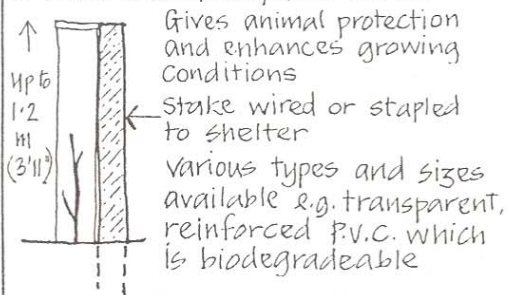 Gives animal protection
and enhances growing
Conditions
Up to
1.2
m
(3'11")
Stake wired or stapled
to shelter
Various types and sizes
available e.g. transparent,
reinforced P.V.C. which
is biodegradeable